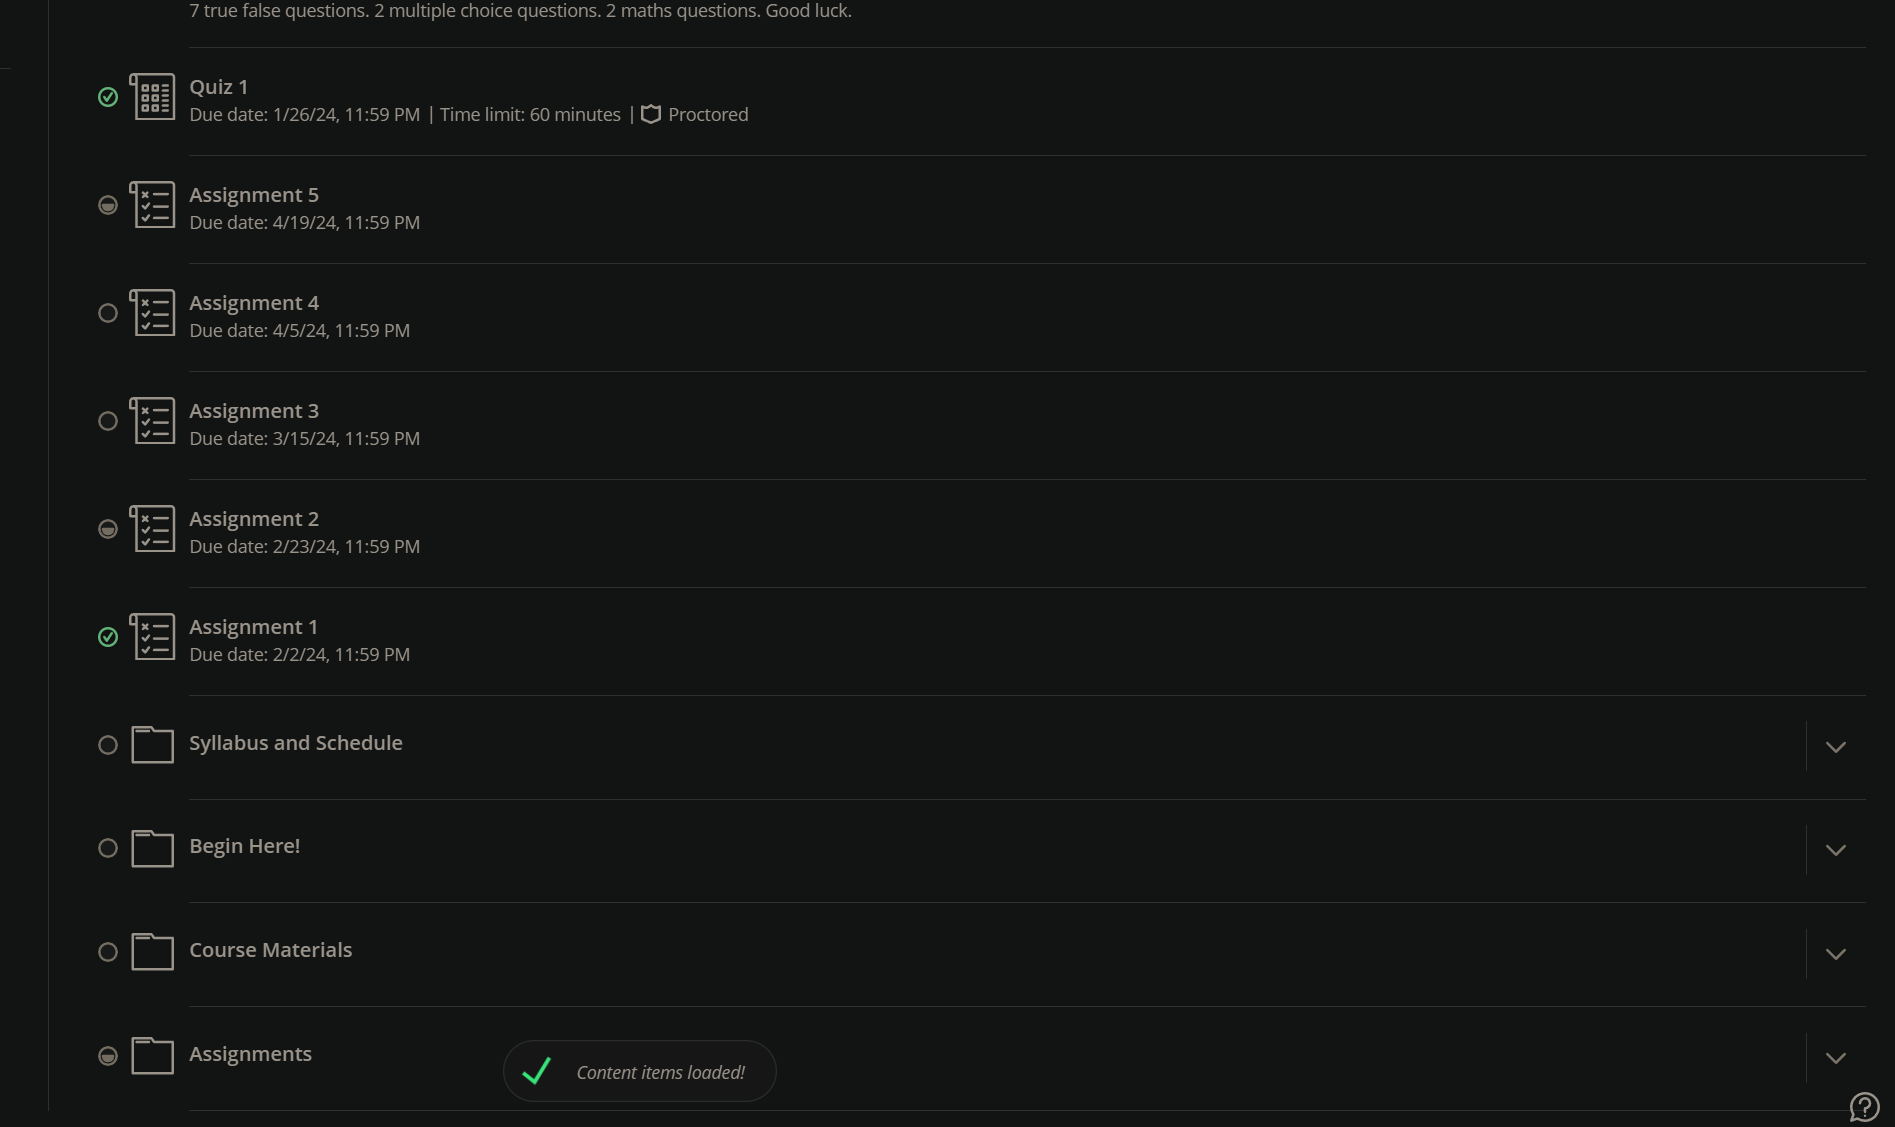 7 true false questions. 2 multiple choice questions. 2 maths questions. Good luck.
Quiz 1
Due date: 1/26/24, 11:59 PM | Time limit: 60 minutes | Proctored
Assignment 5
Due date: 4/19/24, 11:59 PM
Assignment 4
Due date: 4/5/24, 11:59 PM
Assignment 3
Due date: 3/15/24, 11:59 PM
Assignment 2
Due date: 2/23/24, 11:59 PM
Assignment 1
Due date: 2/2/24, 11:59 PM
Syllabus and Schedule
Begin Here!
Course Materials
Assignments
Content items loaded!